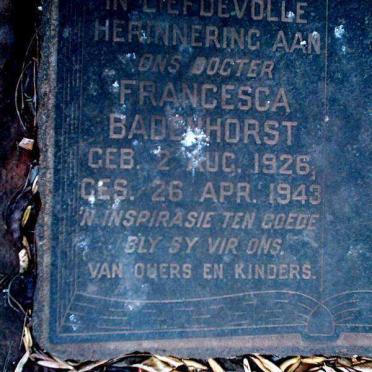 IN LIEFDEVOLLE
HERINNERING AAN
ONS DOGTER
FRANCESCA
BADENHORST
GEB. 2 AUG. 1926,
GES. 26 APR. 1943
'N INSPIRASIE TEN GOEDE
BLY SY VIR ONS.
VAN OUERS EN KINDERS.